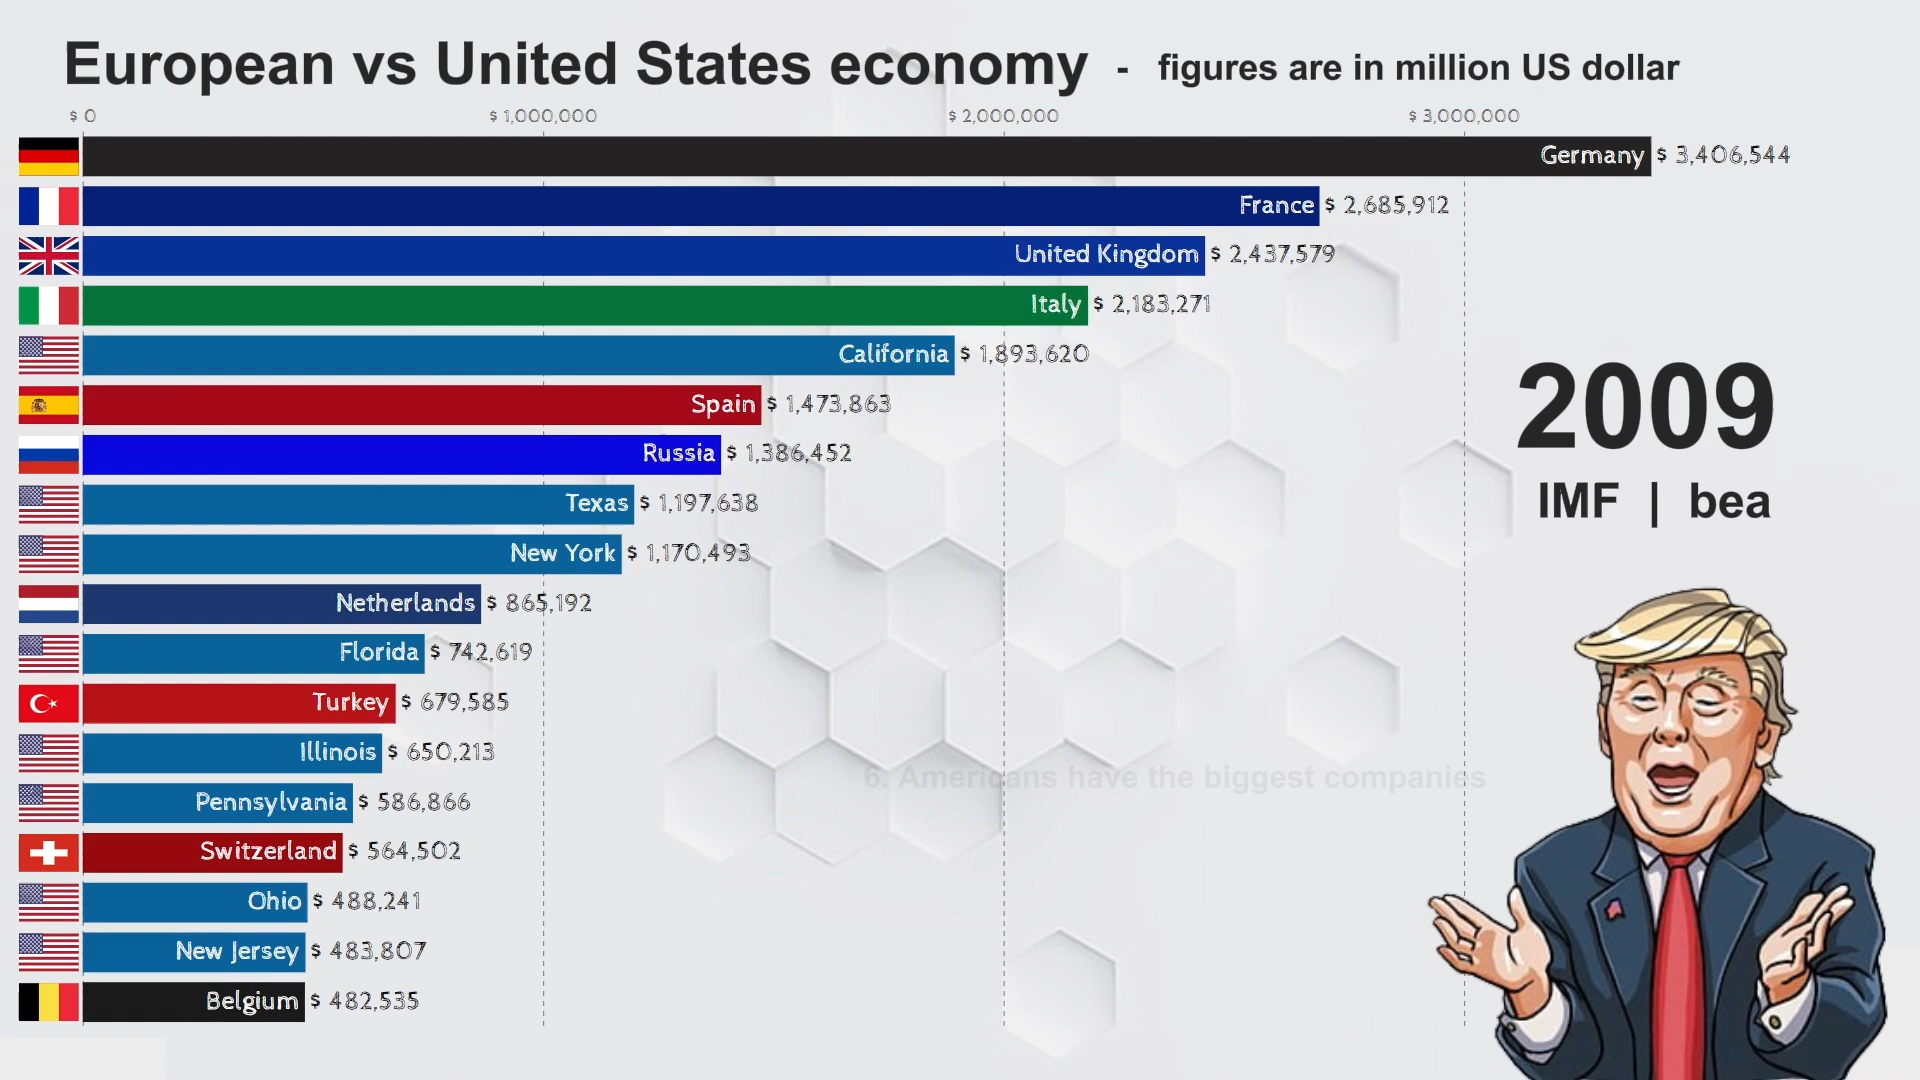 European vs United States economy - figures are in million US dollar
$ 0 $ 1,000,000 $ 2,000,000 $ 3,000,000
Germany $ 3,406,544
France $ 2,685,912
United Kingdom $ 2,437,579
Italy $ 2,183,271
California $ 1,893,620
Spain $ 1,473,863
Russia $ 1,386,452
Texas $ 1,197,638
New York $ 1,170,493
Netherlands $ 865,192
Florida $ 742,619
Turkey $ 679,585
Illinois $ 650,213
Pennsylvania $ 586,866
Switzerland $ 564,502
Ohio $ 488,241
New Jersey $ 483,807
Belgium $ 482,535
2009
IMF | bea
6. Americans have the biggest companies